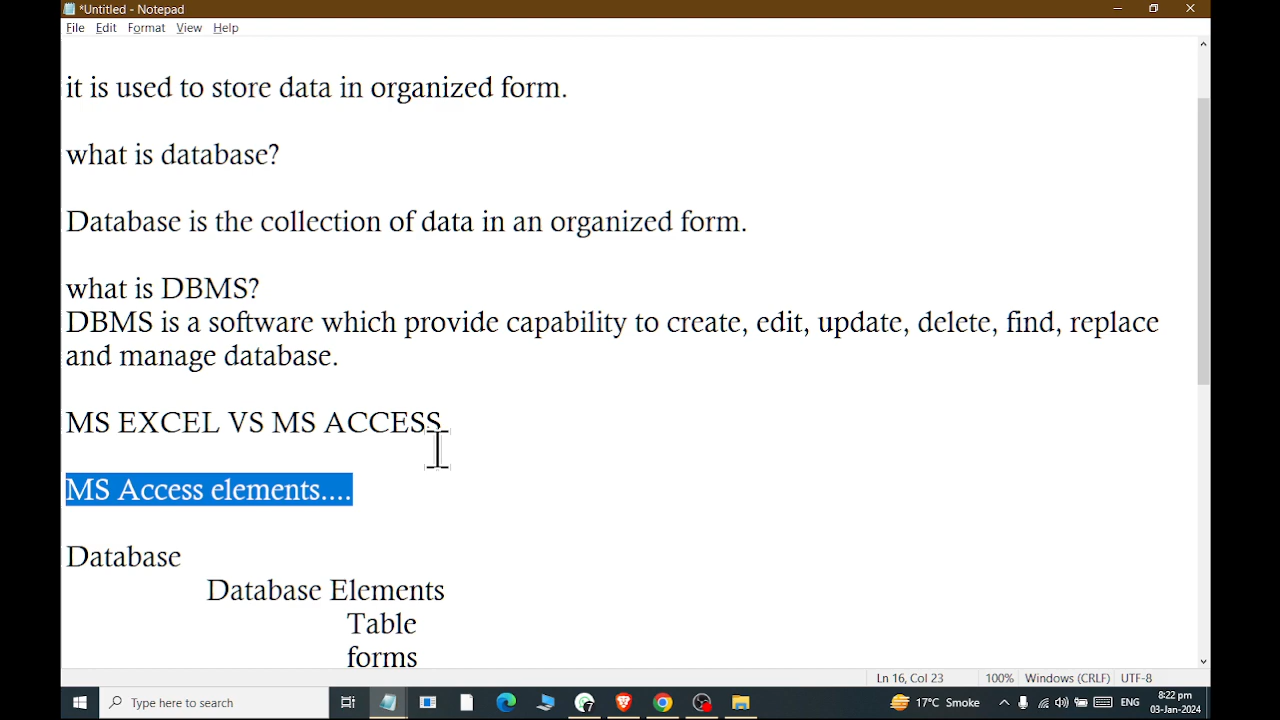 *Untitled - Notepad
File Edit Format View Help
it is used to store data in organized form.
what is database?
Database is the collection of data in an organized form.
what is DBMS?
DBMS is a software which provide capability to create, edit, update, delete, find, replace
and manage database.
MS EXCEL VS MS ACCESS
MS Access elements....
Database
Database Elements
Table
forms
Ln 16, Col 23 100% Windows (CRLF) UTF-8
Type here to search 17°C Smoke ENG 8:22 pm
03-Jan-2024